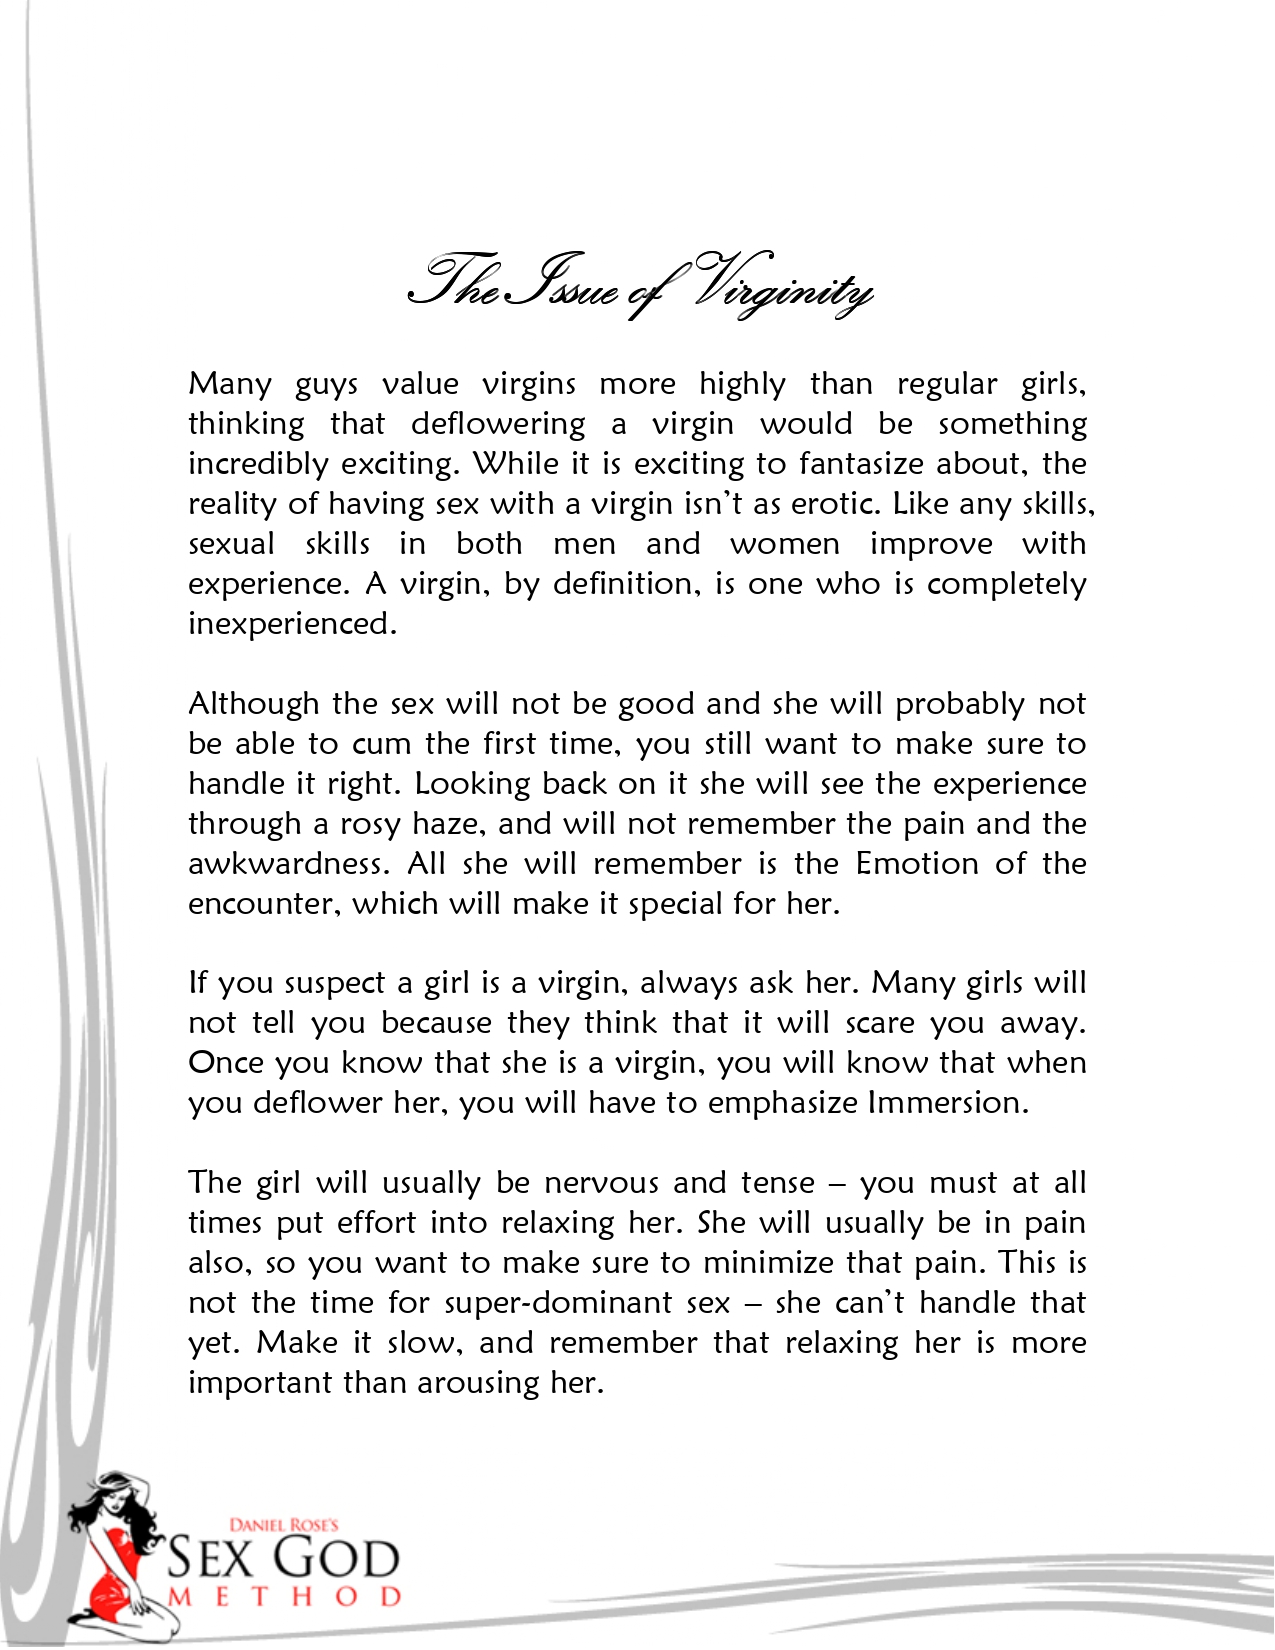 The Issue of Virginity
Many guys value virgins more highly than regular girls,
thinking that deflowering a virgin would be something
incredibly exciting. While it is exciting to fantasize about, the
reality of having sex with a virgin isn’t as erotic. Like any skills,
sexual skills in both men and women improve with
experience. A virgin, by definition, is one who is completely
inexperienced.
Although the sex will not be good and she will probably not
be able to cum the first time, you still want to make sure to
handle it right. Looking back on it she will see the experience
through a rosy haze, and will not remember the pain and the
awkwardness. All she will remember is the Emotion of the
encounter, which will make it special for her.
If you suspect a girl is a virgin, always ask her. Many girls will
not tell you because they think that it will scare you away.
Once you know that she is a virgin, you will know that when
you deflower her, you will have to emphasize Immersion.
The girl will usually be nervous and tense – you must at all
times put effort into relaxing her. She will usually be in pain
also, so you want to make sure to minimize that pain. This is
not the time for super-dominant sex – she can’t handle that
yet. Make it slow, and remember that relaxing her is more
important than arousing her.
DANIEL ROSE'S
SEX GOD
METHOD